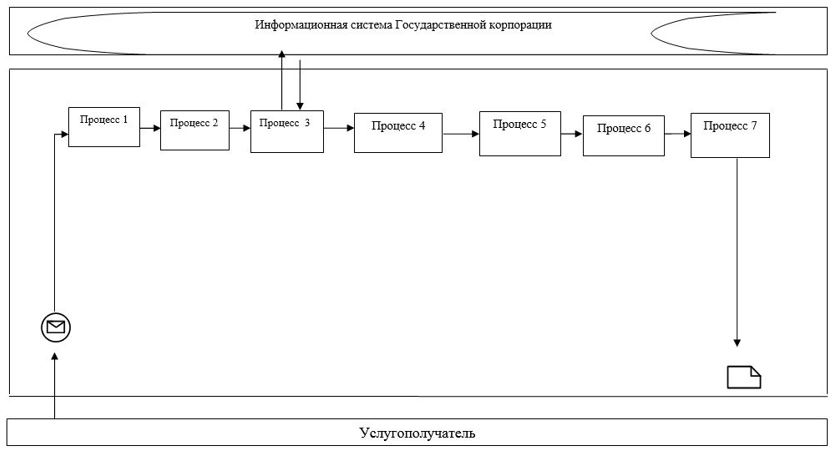 Информационная система Государственной корпорации
Процесс 1
Процесс 2
Процесс 3
Процесс 4
Процесс 5
Процесс 6
Процесс 7
Услугополучатель